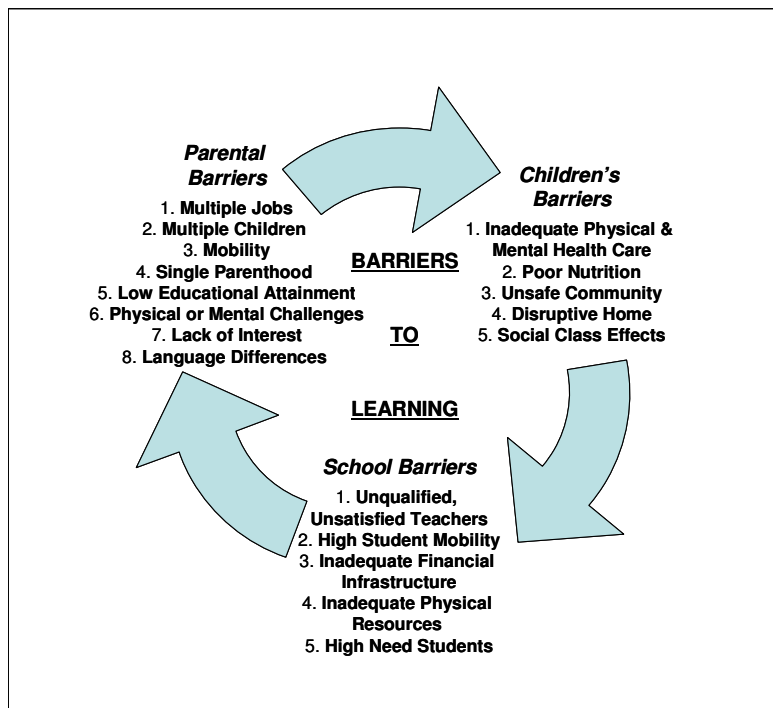 Parental
Barriers
1. Multiple Jobs
2. Multiple Children
3. Mobility
4. Single Parenthood
5. Low Educational Attainment
6. Physical or Mental Challenges
7. Lack of Interest
8. Language Differences
BARRIERS
TO
LEARNING
Children's
Barriers
1. Inadequate Physical &
Mental Health Care
2. Poor Nutrition
3. Unsafe Community
4. Disruptive Home
5. Social Class Effects
School Barriers
1. Unqualified,
Unsatisfied Teachers
2. High Student Mobility
3. Inadequate Financial
Infrastructure
4. Inadequate Physical
Resources
5. High Need Students